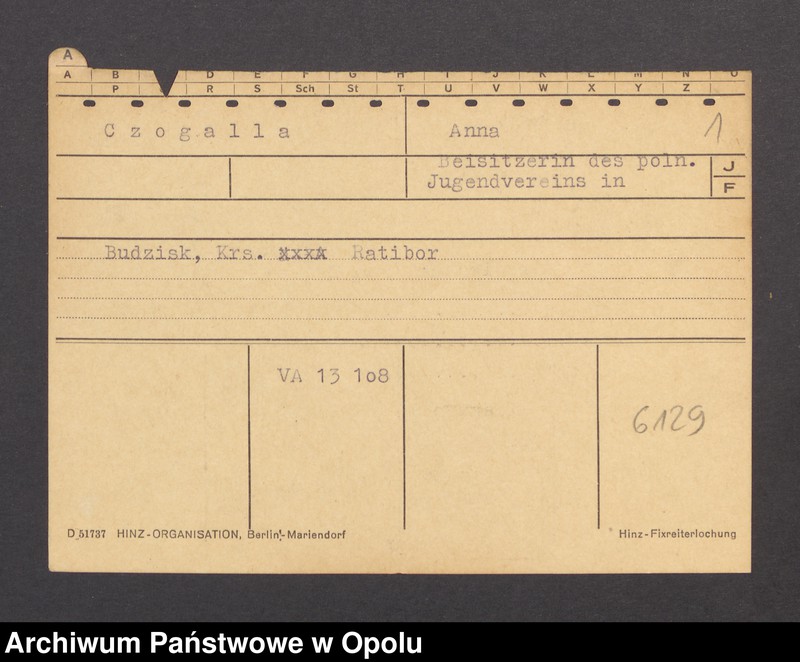 A
A B D E F G H I J K L M N O
P R S Sch St T U V W X Y Z
Czogalla Anna 1
Beisitzerin des poln. J
Jugendvereins in F
Budzisk, Krs. xxxx Ratibor
VA 13 1o8
6129
D 51737 HINZ-ORGANISATION, Berlin-Mariendorf Hinz-Fixreiterlochung
Archiwum Państwowe w Opolu